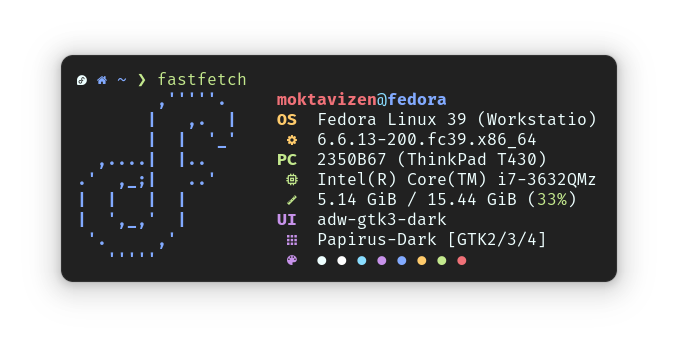 ~ ❯ fastfetch
moktavizen@fedora
OS Fedora Linux 39 (Workstatio)
6.6.13-200.fc39.x86_64
PC 2350B67 (ThinkPad T430)
Intel(R) Core(TM) i7-3632QMz
5.14 GiB / 15.44 GiB (33%)
UI adw-gtk3-dark
Papirus-Dark [GTK2/3/4]